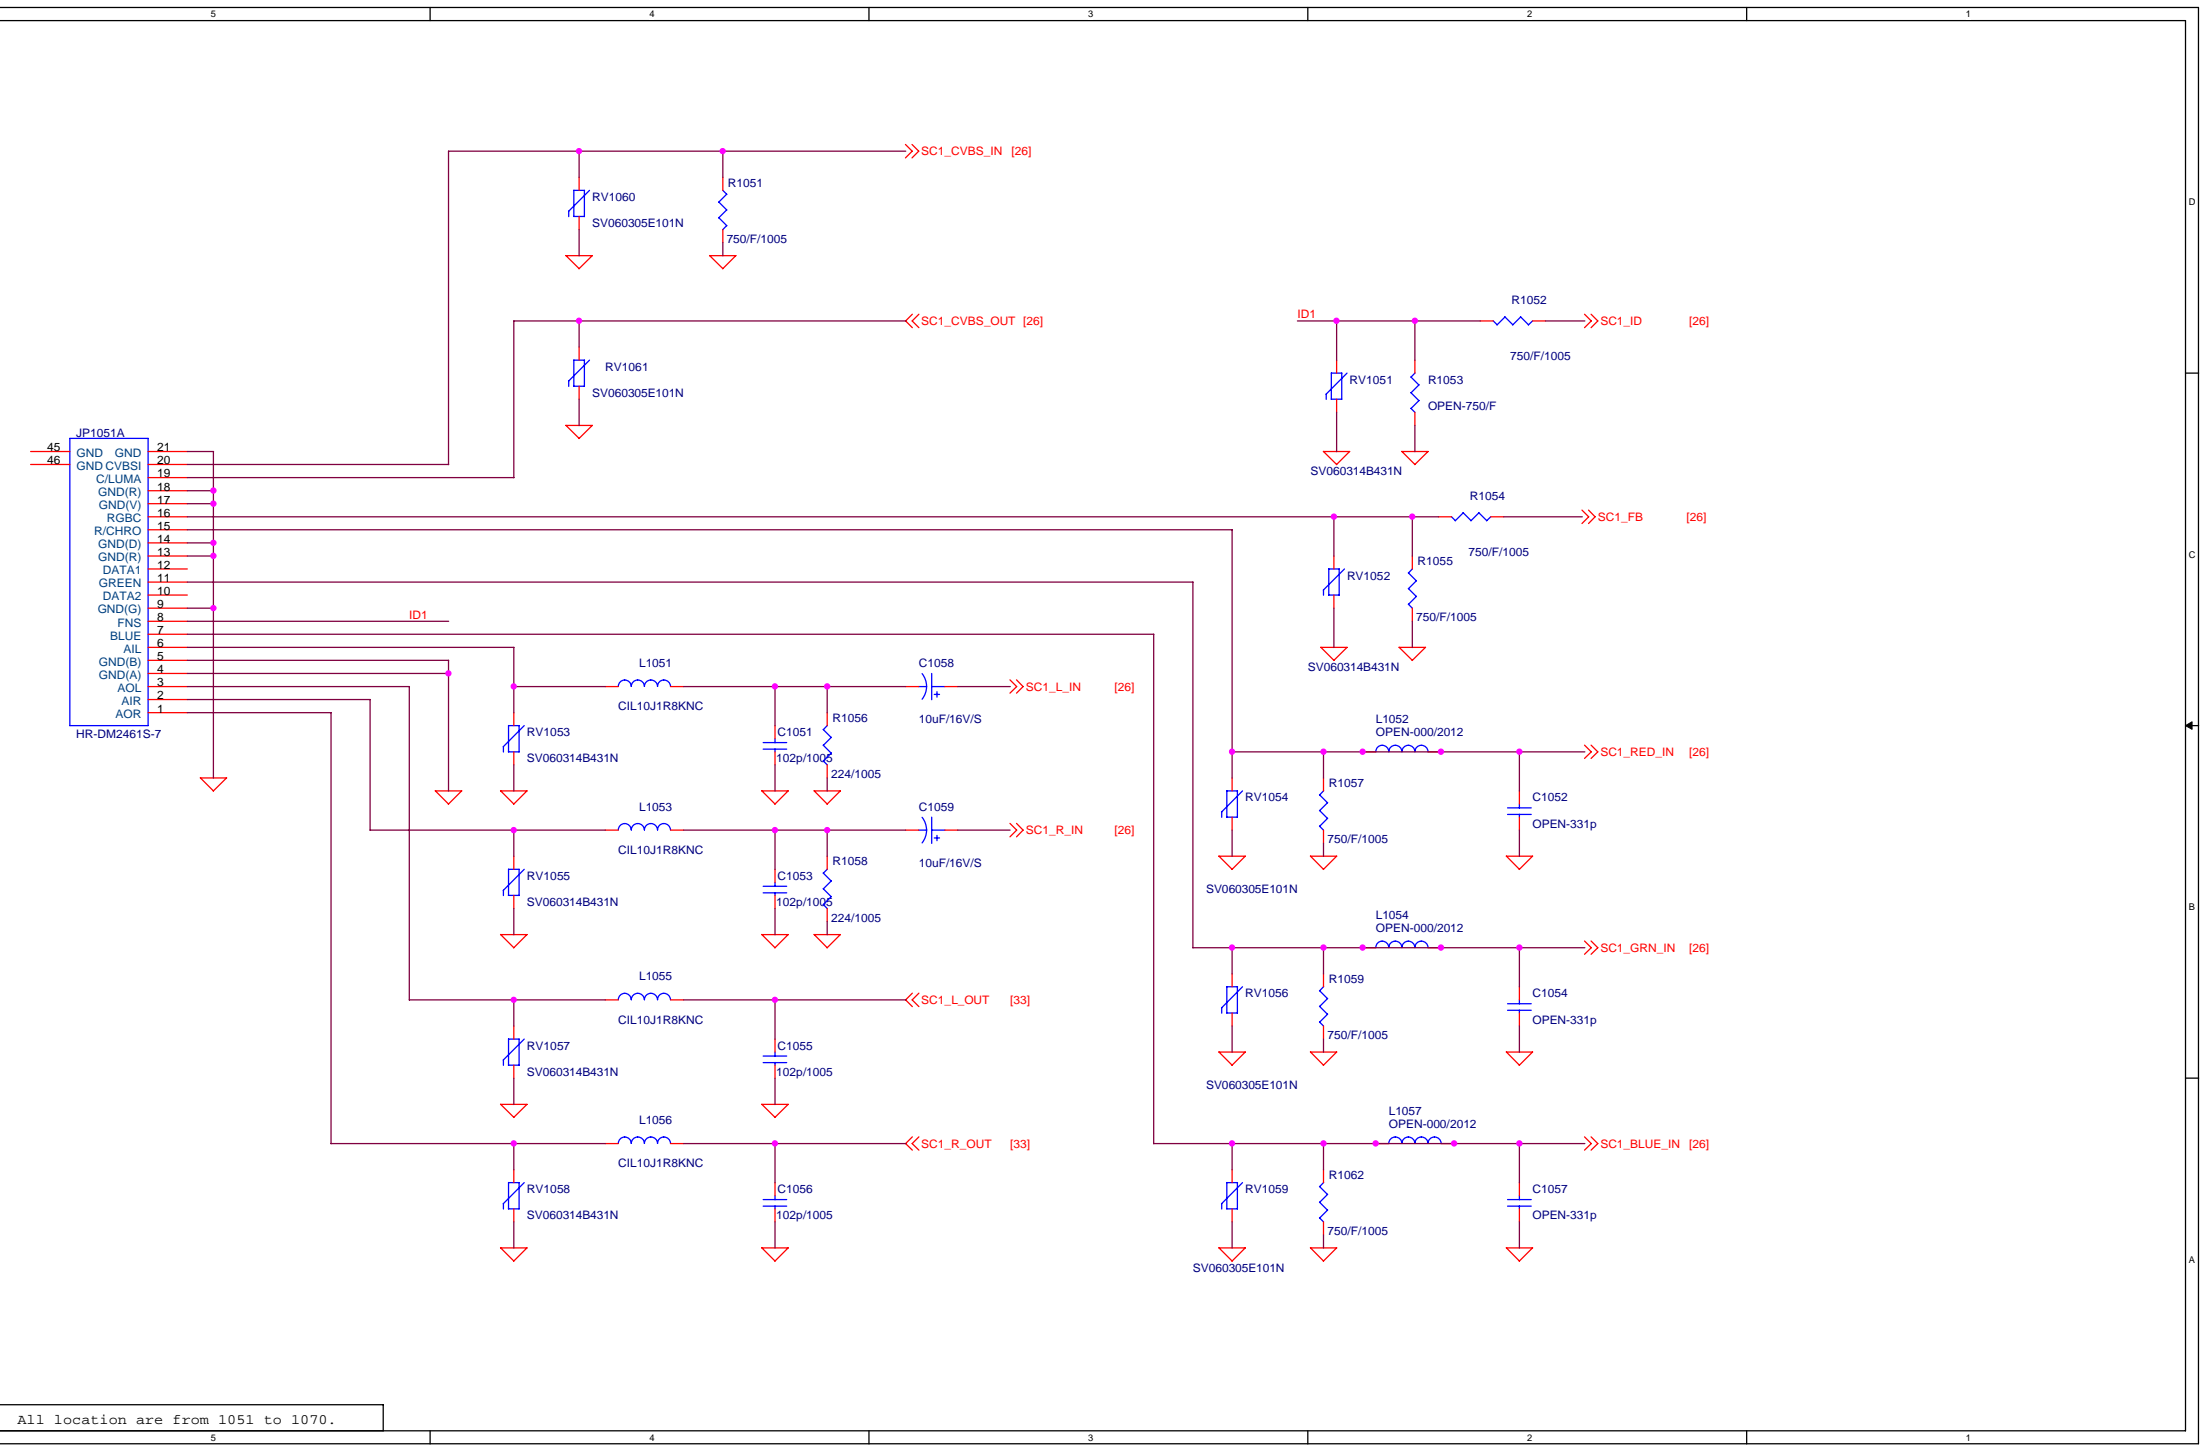 5 4 3 2 1
D
C
B
A
SC1_CVBS_IN [26]
RV1060
SV060305E101N
R1051
750/F/1005
SC1_CVBS_OUT [26]
RV1061
SV060305E101N
ID1
R1052
750/F/1005
SC1_ID [26]
RV1051
SV060314B431N
R1053
OPEN-750/F
JP1051A
45 GND GND 21
46 GND CVBSI 20
C/LUMA 19
GND(R) 18
GND(V) 17
RGBC 16
R/CHRO 15
GND(D) 14
GND(R) 13
DATA1 12
GREEN 11
DATA2 10
GND(G) 9
FNS 8
BLUE 7
AIL 6
GND(B) 5
GND(A) 4
AOL 3
AIR 2
AOR 1
HR-DM2461S-7
ID1
R1054
750/F/1005
SC1_FB [26]
RV1052
SV060314B431N
R1055
750/F/1005
L1051
CIL10J1R8KNC
C1058
10uF/16V/S
SC1_L_IN [26]
RV1053
SV060314B431N
C1051
102p/1005
R1056
224/1005
L1053
CIL10J1R8KNC
C1059
10uF/16V/S
SC1_R_IN [26]
RV1055
SV060314B431N
C1053
102p/1005
R1058
224/1005
L1055
CIL10J1R8KNC
SC1_L_OUT [33]
RV1057
SV060314B431N
C1055
102p/1005
L1056
CIL10J1R8KNC
SC1_R_OUT [33]
RV1058
SV060314B431N
C1056
102p/1005
L1052
OPEN-000/2012
SC1_RED_IN [26]
RV1054
SV060305E101N
R1057
750/F/1005
C1052
OPEN-331p
L1054
OPEN-000/2012
SC1_GRN_IN [26]
RV1056
SV060305E101N
R1059
750/F/1005
C1054
OPEN-331p
L1057
OPEN-000/2012
SC1_BLUE_IN [26]
RV1059
SV060305E101N
R1062
750/F/1005
C1057
OPEN-331p
All location are from 1051 to 1070.
5 4 3 2 1